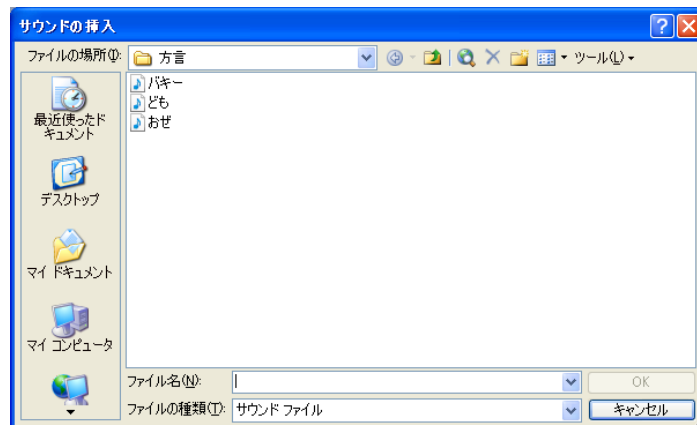 サウンドの挿入
ファイルの場所(I):
方言
ツール(L)
バキー
ども
おぜ
最近使ったド
キュメント
デスクトップ
マイ ドキュメント
マイ コンピュータ
ファイル名(N):
OK
ファイルの種類(T):
サウンド ファイル
キャンセル